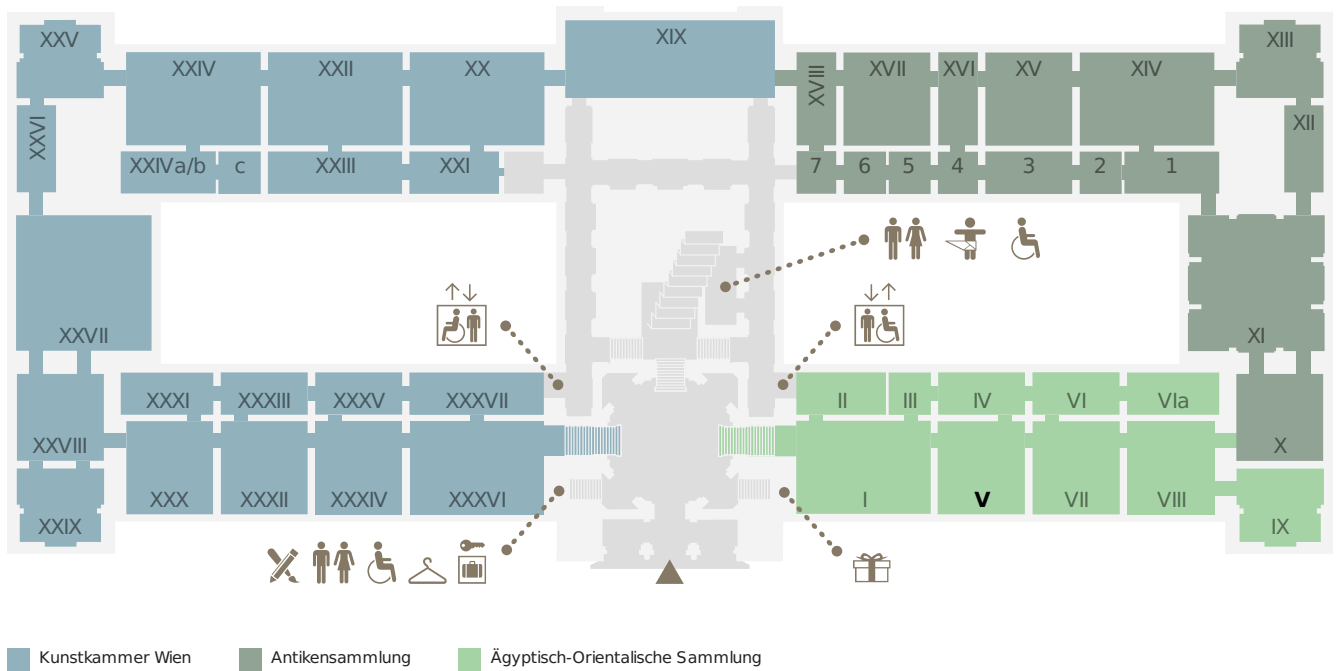 XXV
XIX
XIII
XXIV
XXII
XX
XVIII
XVII
XVI
XV
XIV
XXVI
XII
XXIVa/b
c
XXIII
XXI
7
6
5
4
3
2
1
XXVII
XI
XXXI
XXXIII
XXXV
XXXVII
II
III
IV
VI
VIa
XXVIII
X
XXX
XXXII
XXXIV
XXXVI
I
V
VII
VIII
XXIX
IX
Kunstkammer Wien
Antikensammlung
Ägyptisch-Orientalische Sammlung